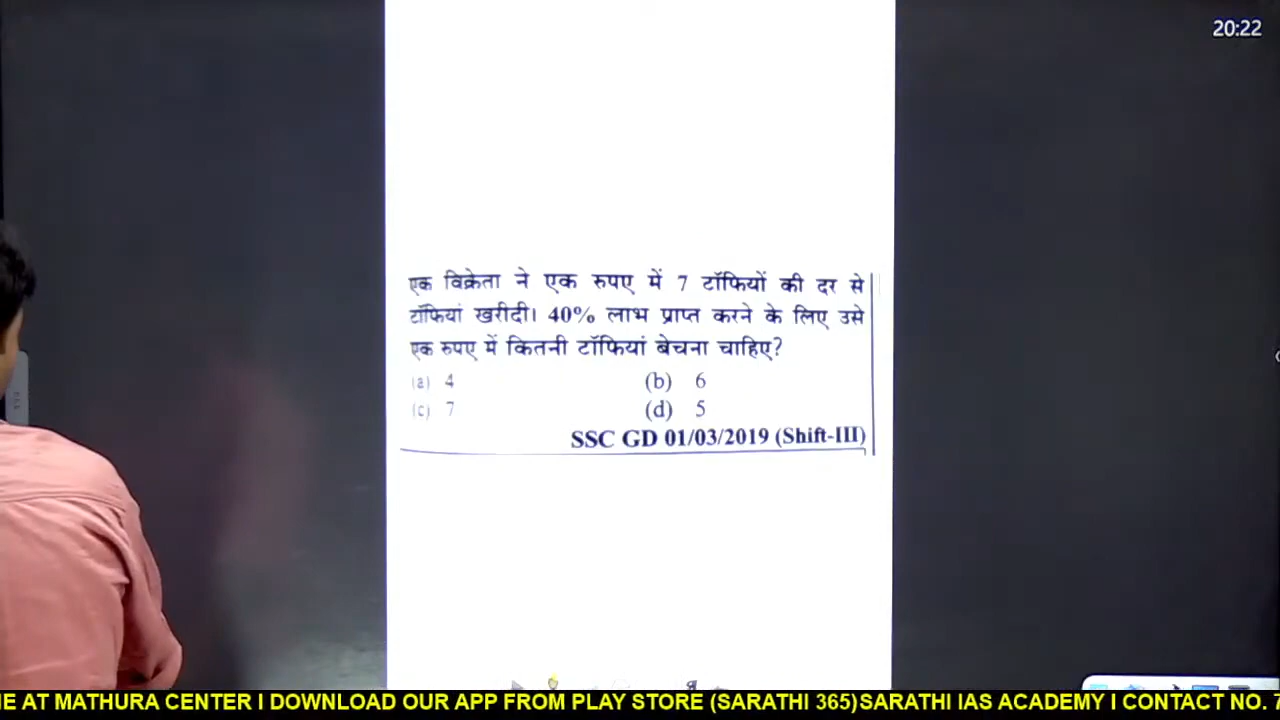 20:22
एक विक्रेता ने एक रुपए में 7 टॉफियों की दर से
टॉफियां खरीदी। 40% लाभ प्राप्त करने के लिए उसे
एक रुपए में कितनी टॉफियां बेचना चाहिए?
(a) 4 (b) 6
(c) 7 (d) 5
SSC GD 01/03/2019 (Shift-III)
NE AT MATHURA CENTER I DOWNLOAD OUR APP FROM PLAY STORE (SARATHI 365)SARATHI IAS ACADEMY I CONTACT NO. 7